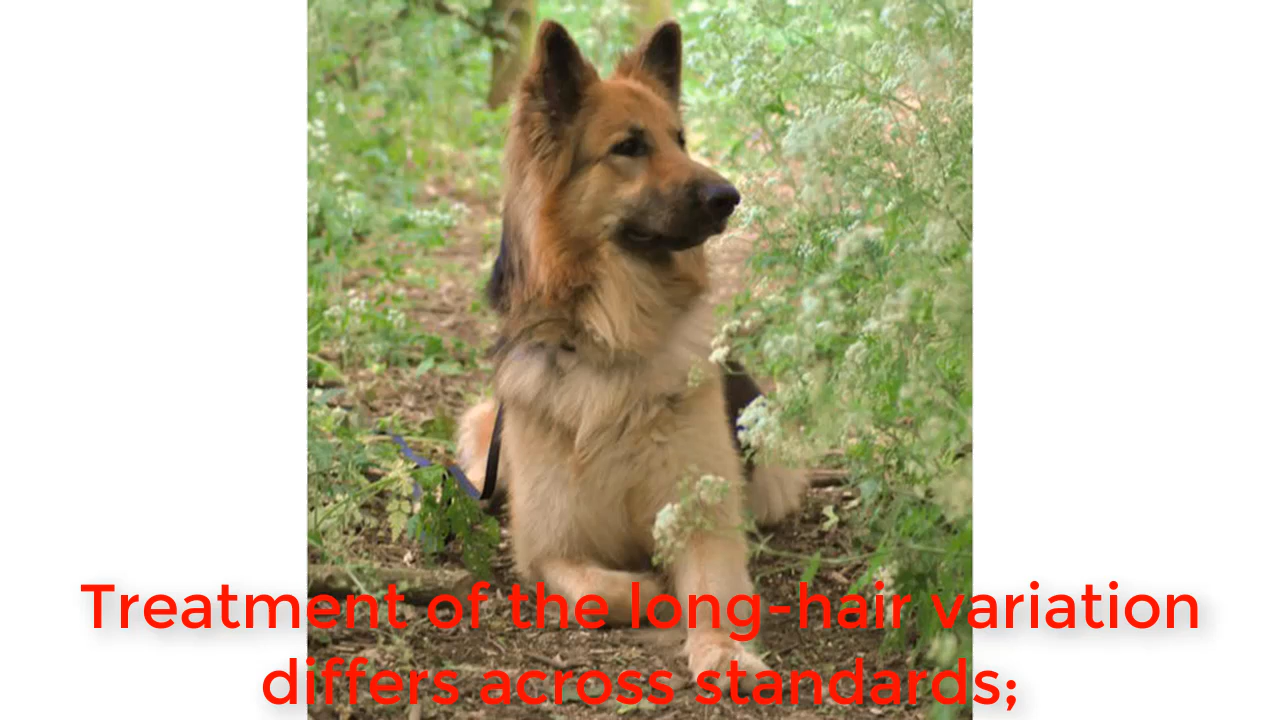 Treatment of the long-hair variation
differs across standards;